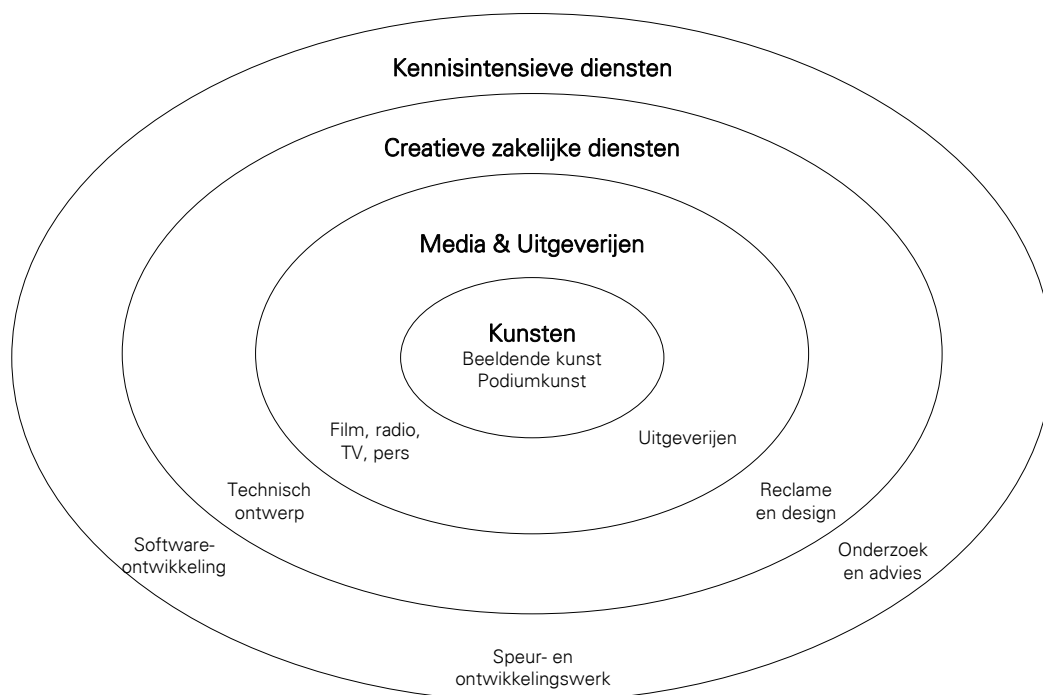 Kennisintensieve diensten
Creatieve zakelijke diensten
Media & Uitgeverijen
Kunsten
Beeldende kunst
Podiumkunst
Film, radio,
TV, pers
Uitgeverijen
Technisch
ontwerp
Reclame
en design
Software-
ontwikkeling
Onderzoek
en advies
Speur- en
ontwikkelingswerk